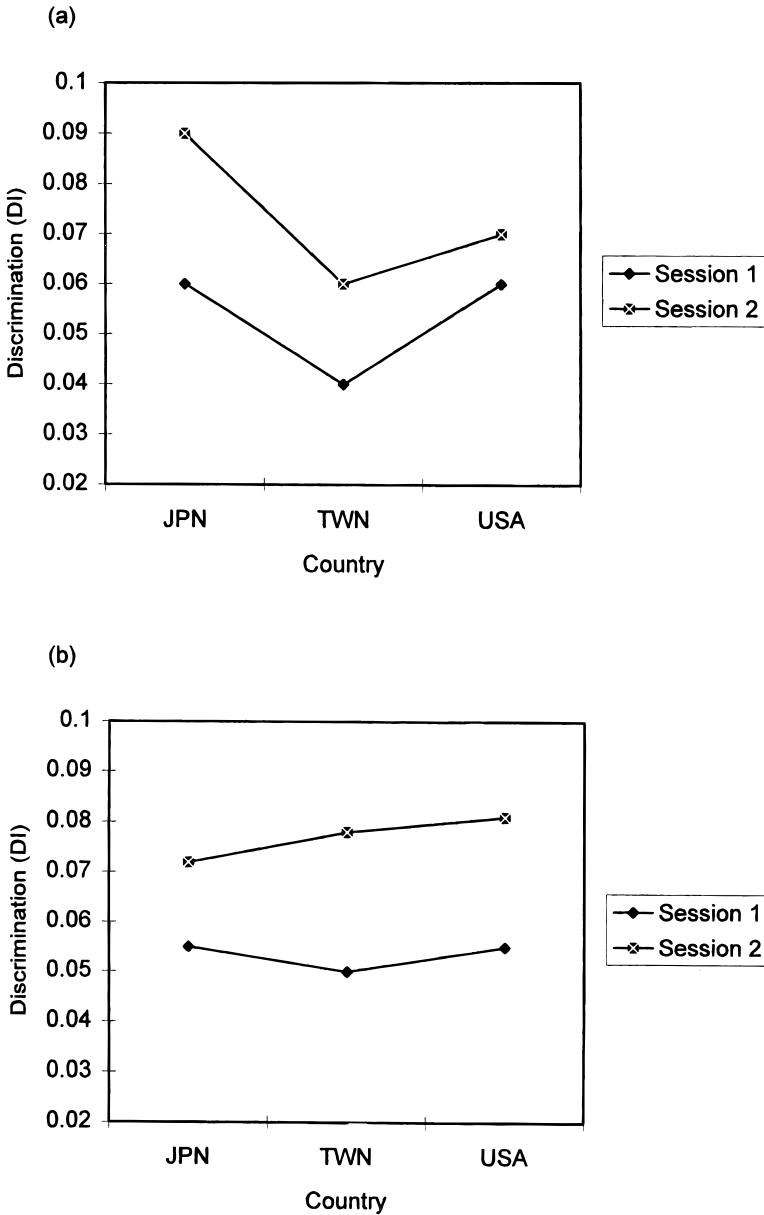 (a)
0.1
0.09
0.08
0.07
0.06
0.05
0.04
0.03
0.02
Discrimination (DI)
JPN TWN USA
Country
Session 1
Session 2
(b)
0.1
0.09
0.08
0.07
0.06
0.05
0.04
0.03
0.02
Discrimination (DI)
JPN TWN USA
Country
Session 1
Session 2